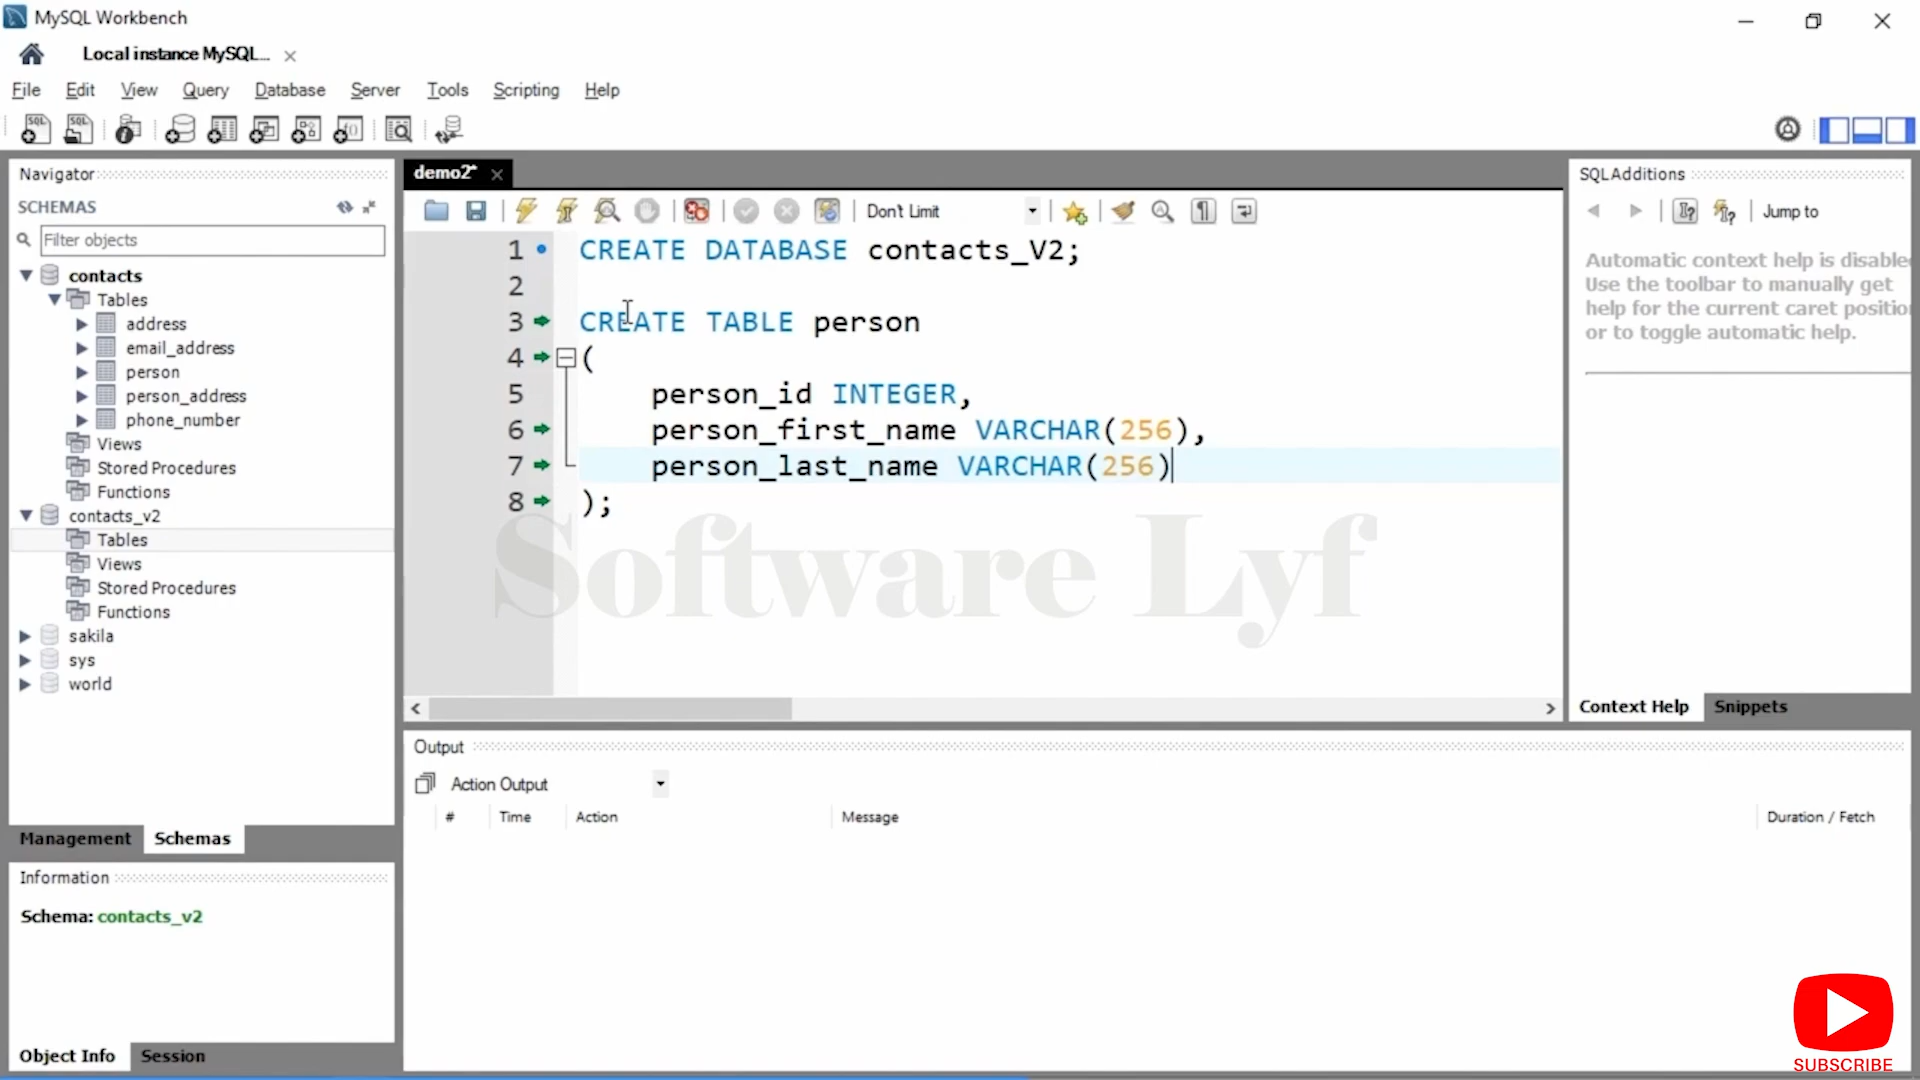 MySQL Workbench
Local instance MySQL...
File Edit View Query Database Server Tools Scripting Help
Navigator
SCHEMAS
Filter objects
contacts
Tables
address
email_address
person
person_address
phone_number
Views
Stored Procedures
Functions
contacts_v2
Tables
Views
Stored Procedures
Functions
sakila
sys
world
Management Schemas
Information
Schema: contacts_v2
Object Info Session
demo2*
Don't Limit
1 CREATE DATABASE contacts_V2;
2
3 CREATE TABLE person
4 (
5 person_id INTEGER,
6 person_first_name VARCHAR(256),
7 person_last_name VARCHAR(256)
8 );
Software Lyf
SQLAdditions
Jump to
Automatic context help is disable
Use the toolbar to manually get
help for the current caret positio
or to toggle automatic help.
Context Help Snippets
Output
Action Output
# Time Action Message Duration / Fetch
SUBSCRIBE